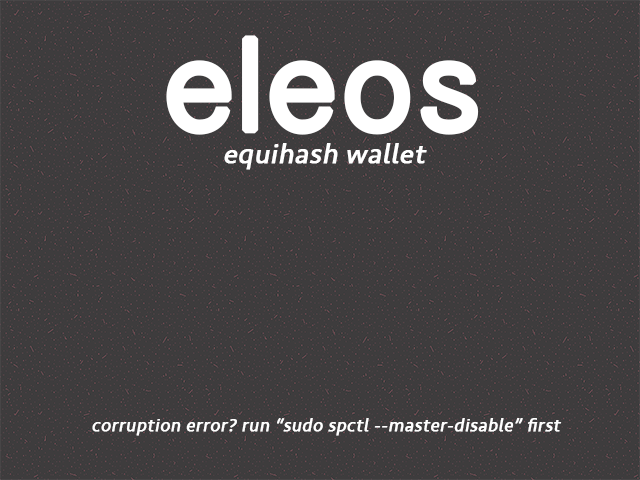 eleos
equihash wallet
corruption error? run “sudo spctl --master-disable” first